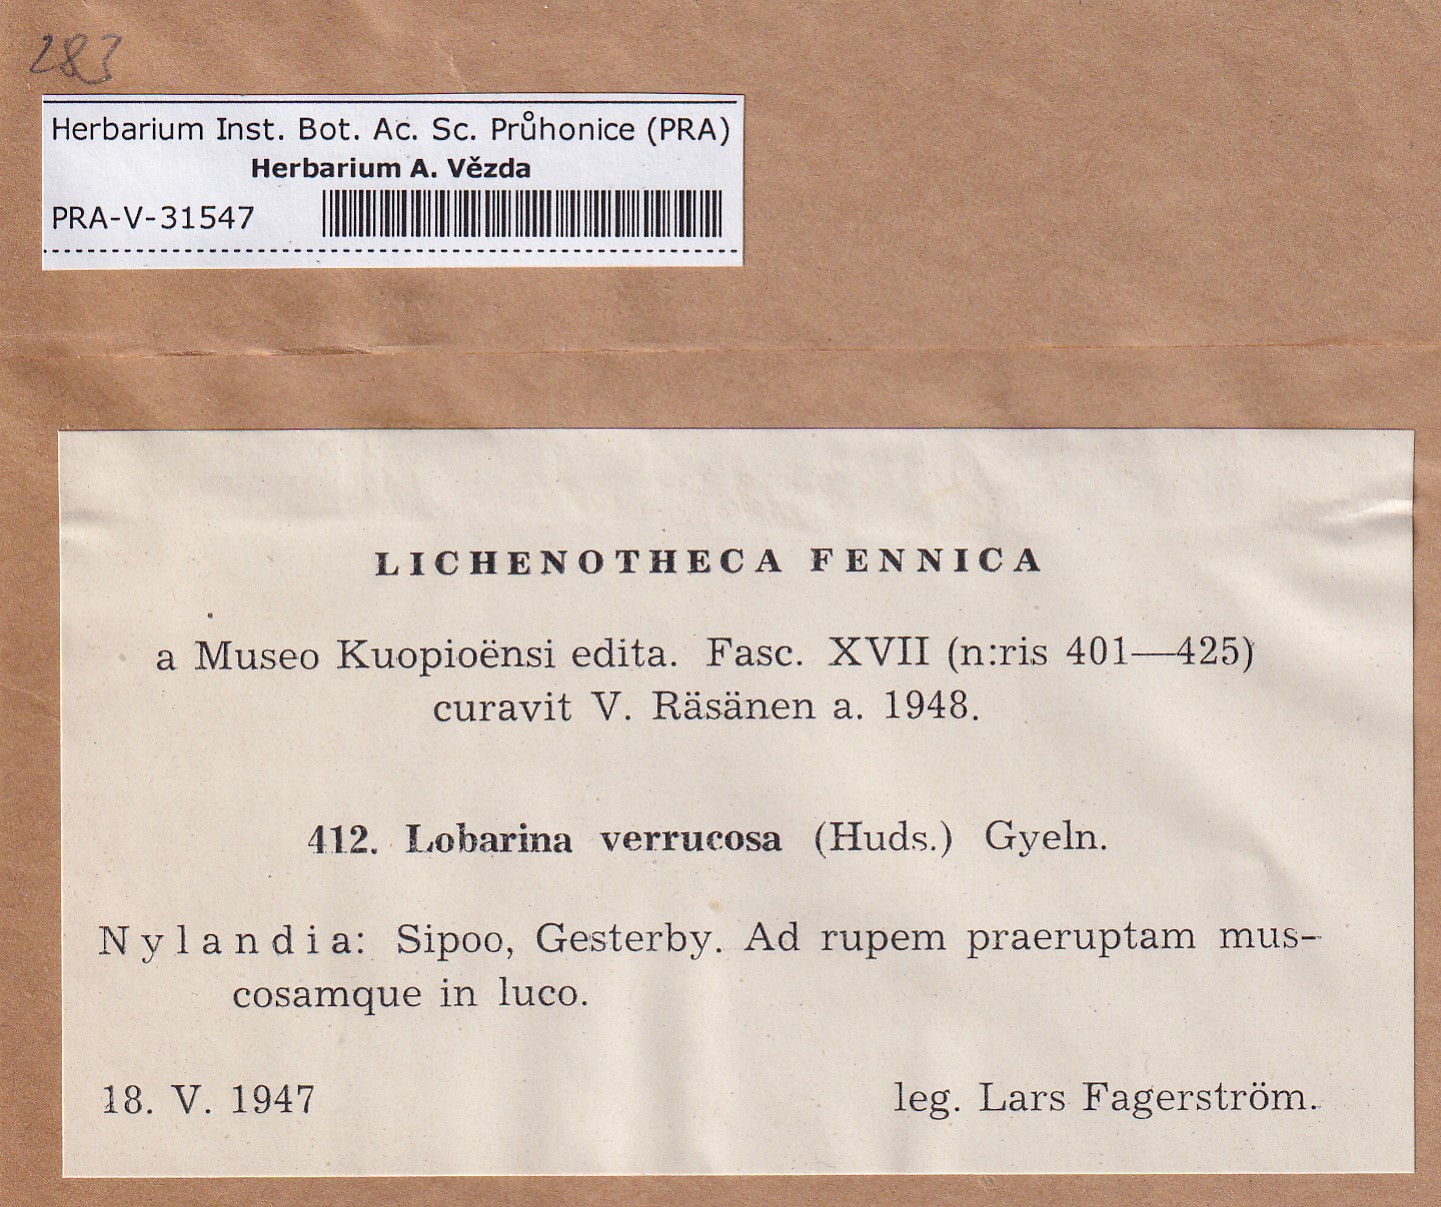 283
Herbarium Inst. Bot. Ac. Sc. Průhonice (PRA)
Herbarium A. Vězda
PRA-V-31547
LICHENOTHECA FENNICA
a Museo Kuopioënsi edita. Fasc. XVII (n:ris 401—425)
curavit V. Räsänen a. 1948.
412. Lobarina verrucosa (Huds.) Gyeln.
Nylandia: Sipoo, Gesterby. Ad rupem praeruptam mus-
cosamque in luco.
18. V. 1947 leg. Lars Fagerström.